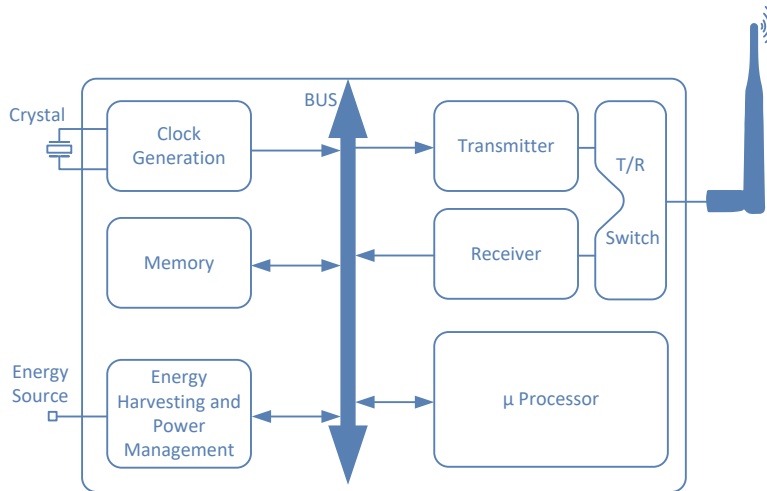 BUS
Crystal
Clock
Generation
Transmitter
T/R
Switch
Memory
Receiver
Energy
Source
Energy
Harvesting and
Power
Management
μ Processor